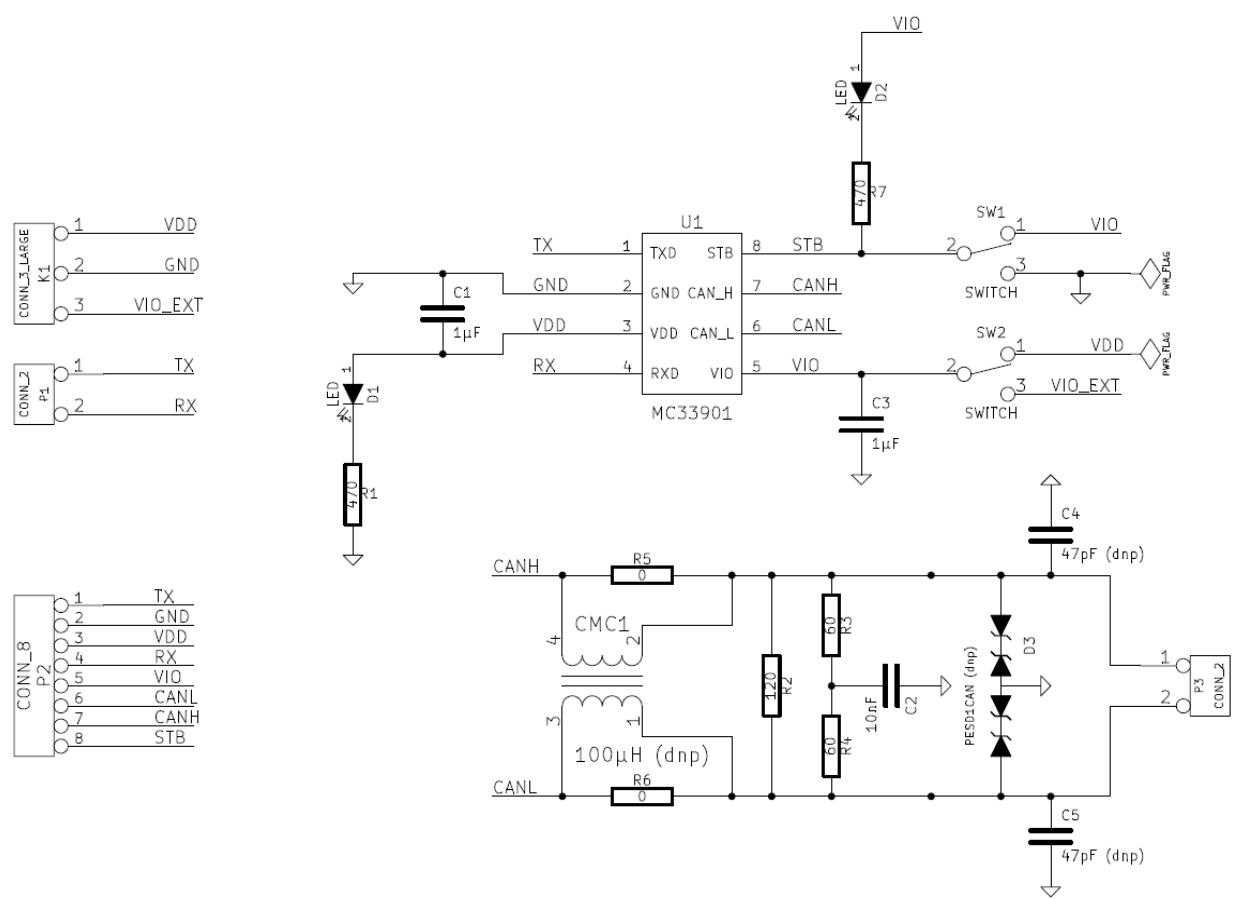 VIO
1
LED
D2
2
470
R7
CONN_3_LARGE
K1
1 VDD
2 GND
3 VIO_EXT
CONN_2
P1
1 TX
2 RX
U1
TX 1 TXD STB 8 STB
GND 2 GND CAN_H 7 CANH
VDD 3 VDD CAN_L 6 CANL
RX 4 RXD VIO 5 VIO
MC33901
C1
1µF
1
LED
D1
2
470
R1
SW1
2
1 VIO
3
SWITCH
PWR_FLAG
SW2
2
1 VDD
3 VIO_EXT
SWITCH
PWR_FLAG
C3
1µF
CONN_8
P2
1 TX
2 GND
3 VDD
4 RX
5 VIO
6 CANL
7 CANH
8 STB
CANH
R5
0
CMC1
4 2
3 1
100µH (dnp)
CANL
R6
0
120
R2
60
R3
60
R4
10nF
C2
PESD1CAN (dnp)
D3
C4
47pF (dnp)
C5
47pF (dnp)
1
2
P3
CONN_2